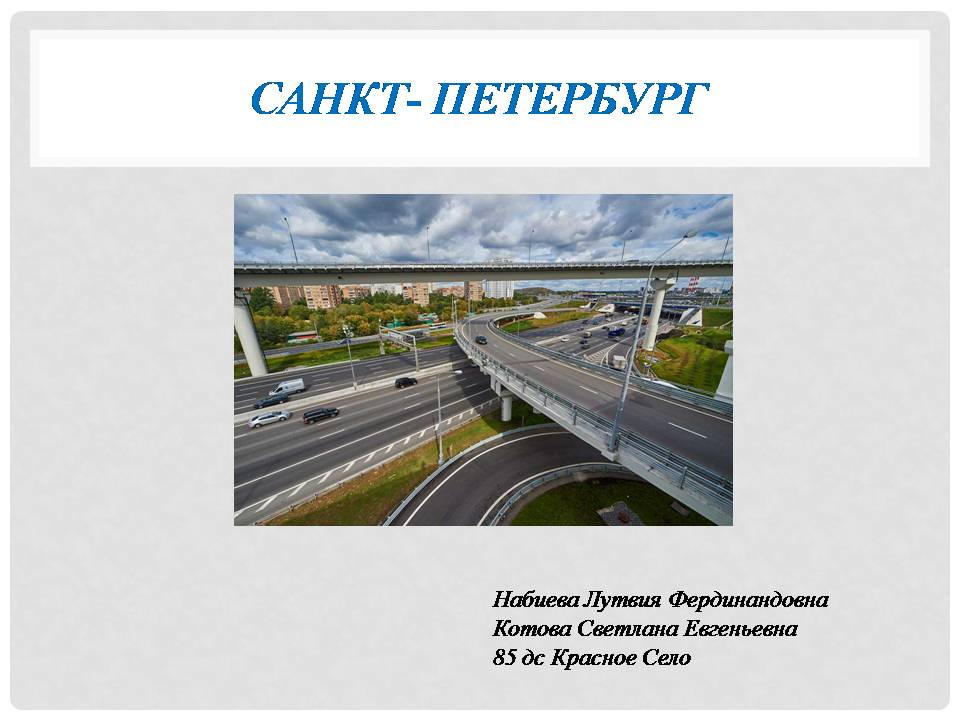 САНКТ- ПЕТЕРБУРГ
Набиева Лутвия Фердинандовна
Котова Светлана Евгеньевна
85 дс Красное Село